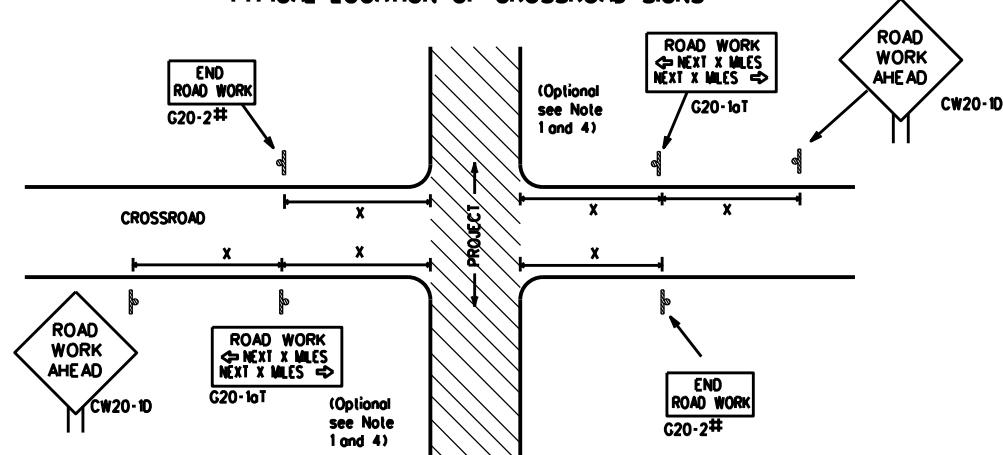 TYPICAL LOCATION OF CROSSROAD SIGNS
ROAD WORK
⇦ NEXT X MILES
NEXT X MILES ⇨
G20-1aT
ROAD
WORK
AHEAD
CW20-1D
END
ROAD WORK
G20-2#
(Optional
see Note
1 and 4)
X
X
X
CROSSROAD
PROJECT
X
X
X
ROAD
WORK
AHEAD
CW20-1D
ROAD WORK
⇦ NEXT X MILES
NEXT X MILES ⇨
G20-1aT
(Optional
see Note
1 and 4)
END
ROAD WORK
G20-2#